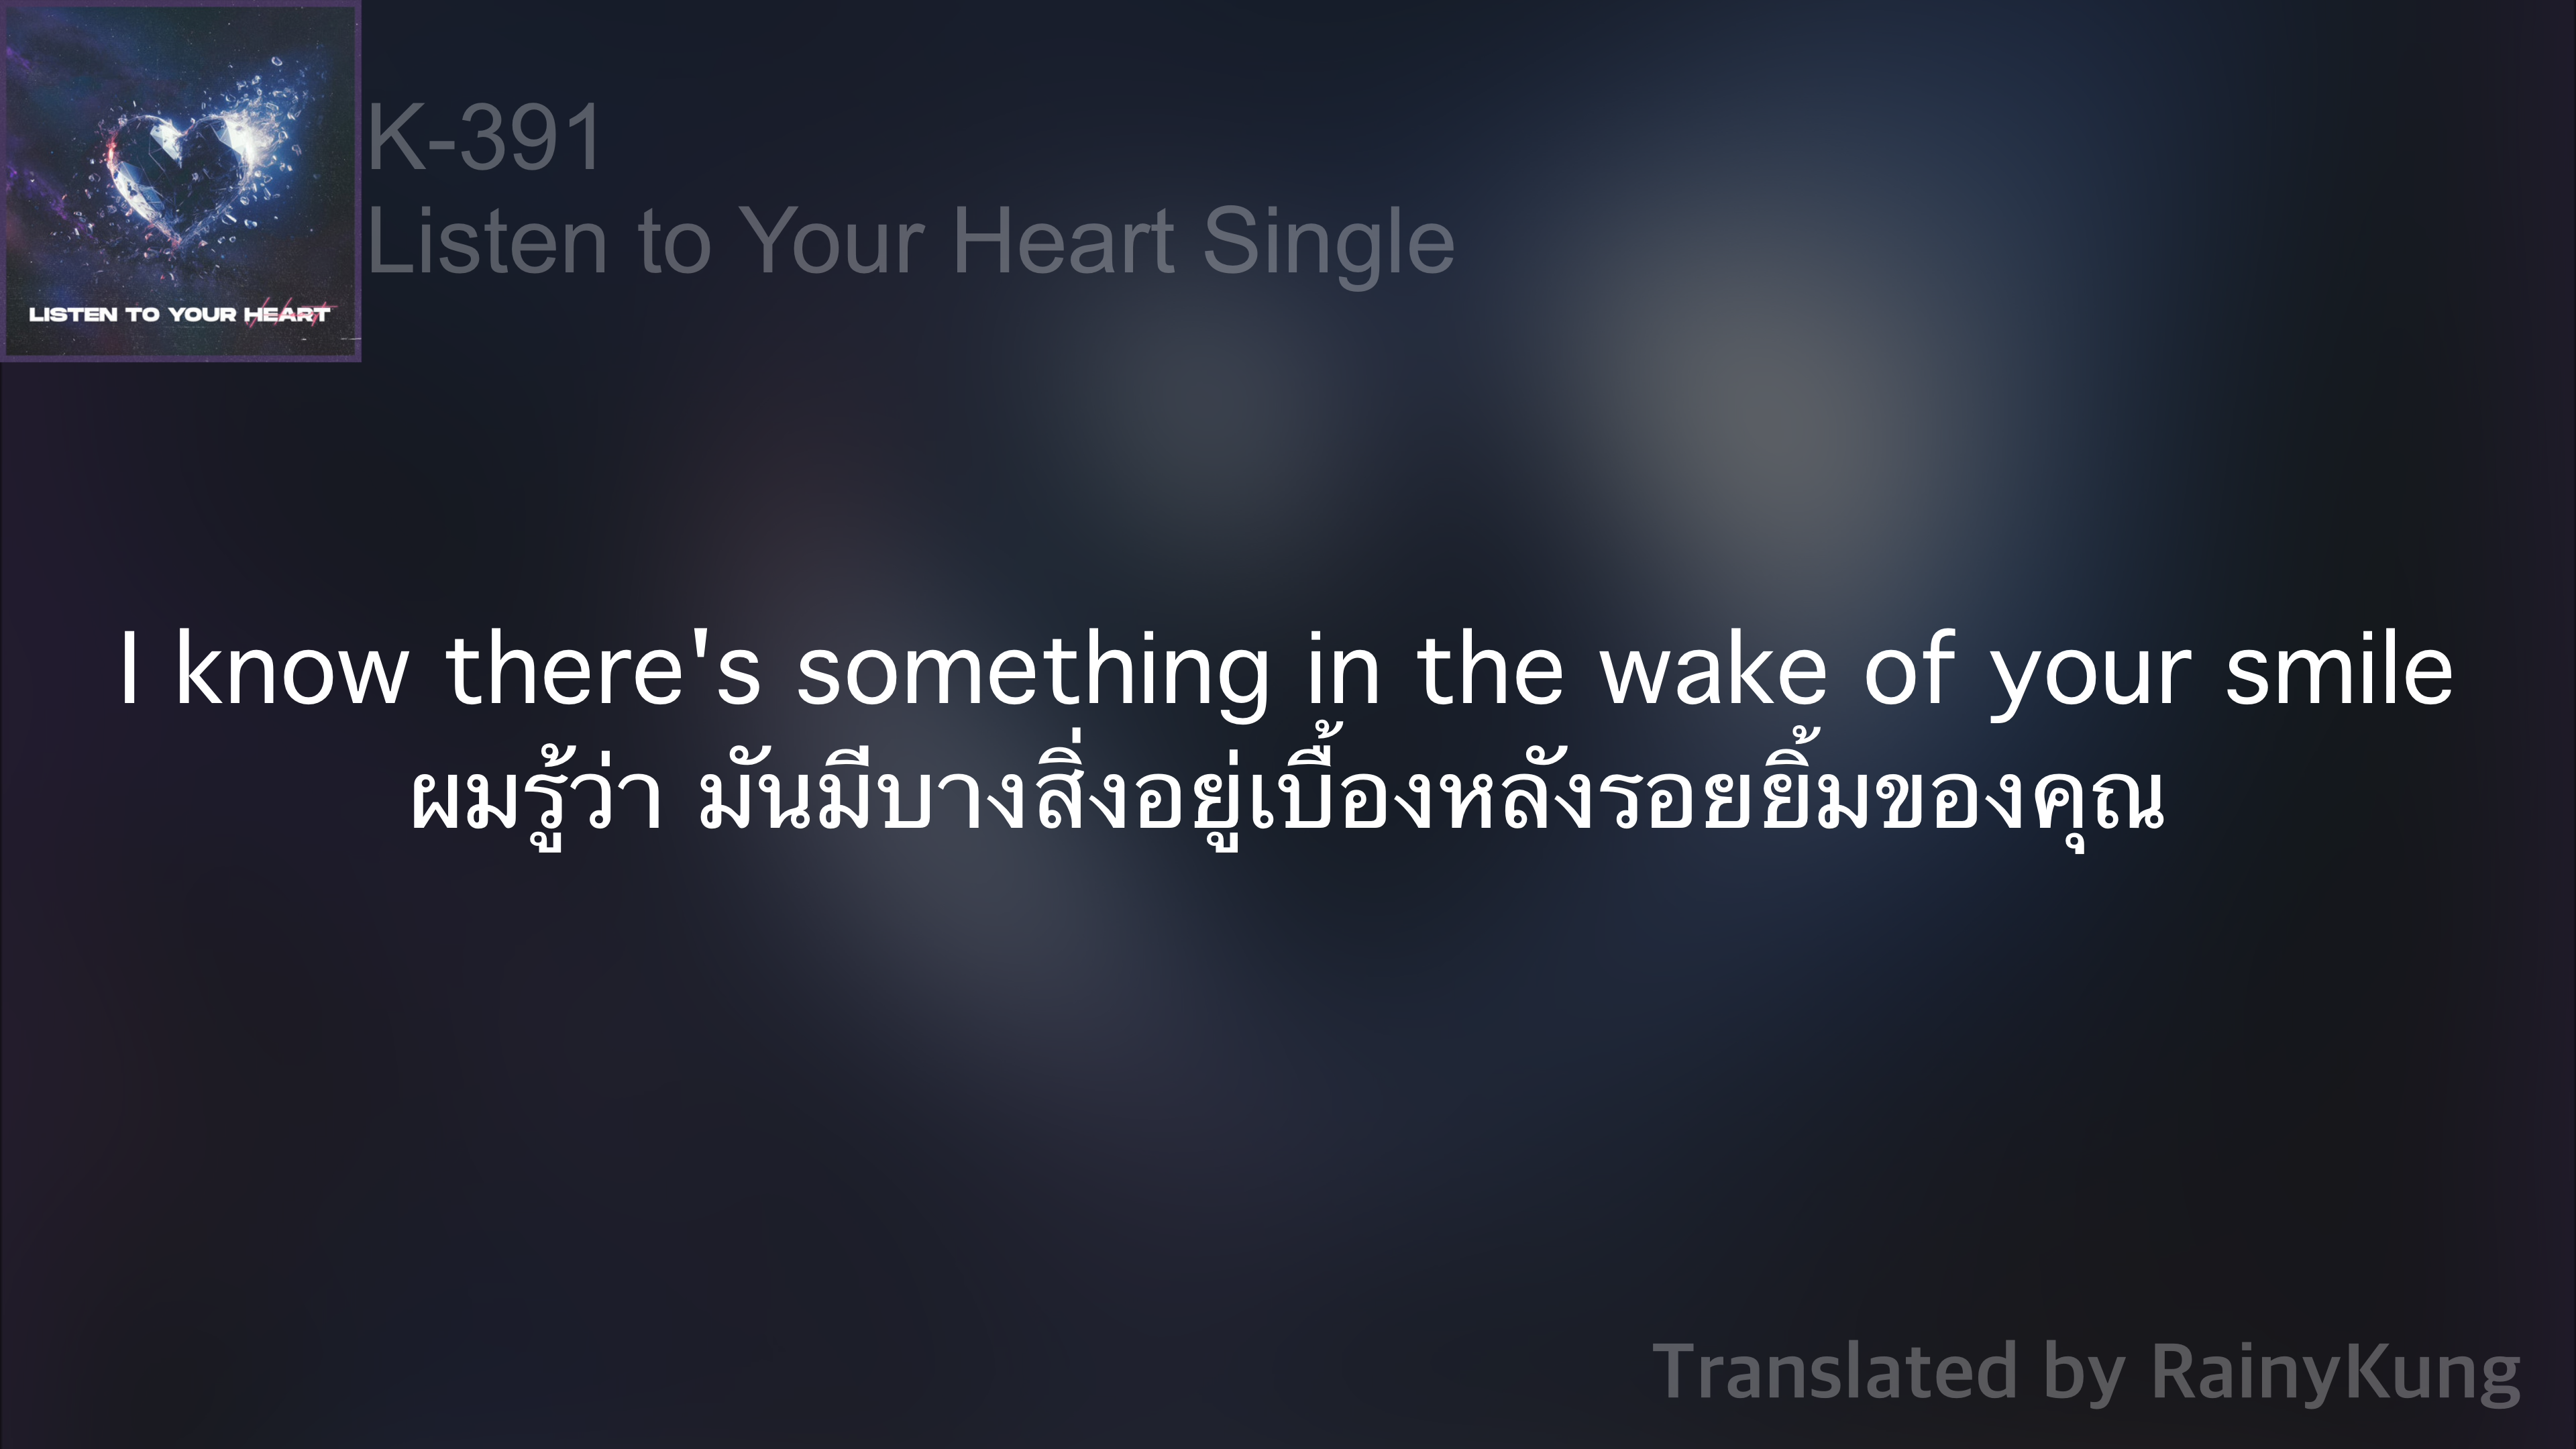 LISTEN TO YOUR HEART
K-391
Listen to Your Heart Single
I know there's something in the wake of your smile
ผมรู้ว่า มันมีบางสิ่งอยู่เบื้องหลังรอยยิ้มของคุณ
Translated by RainyKung